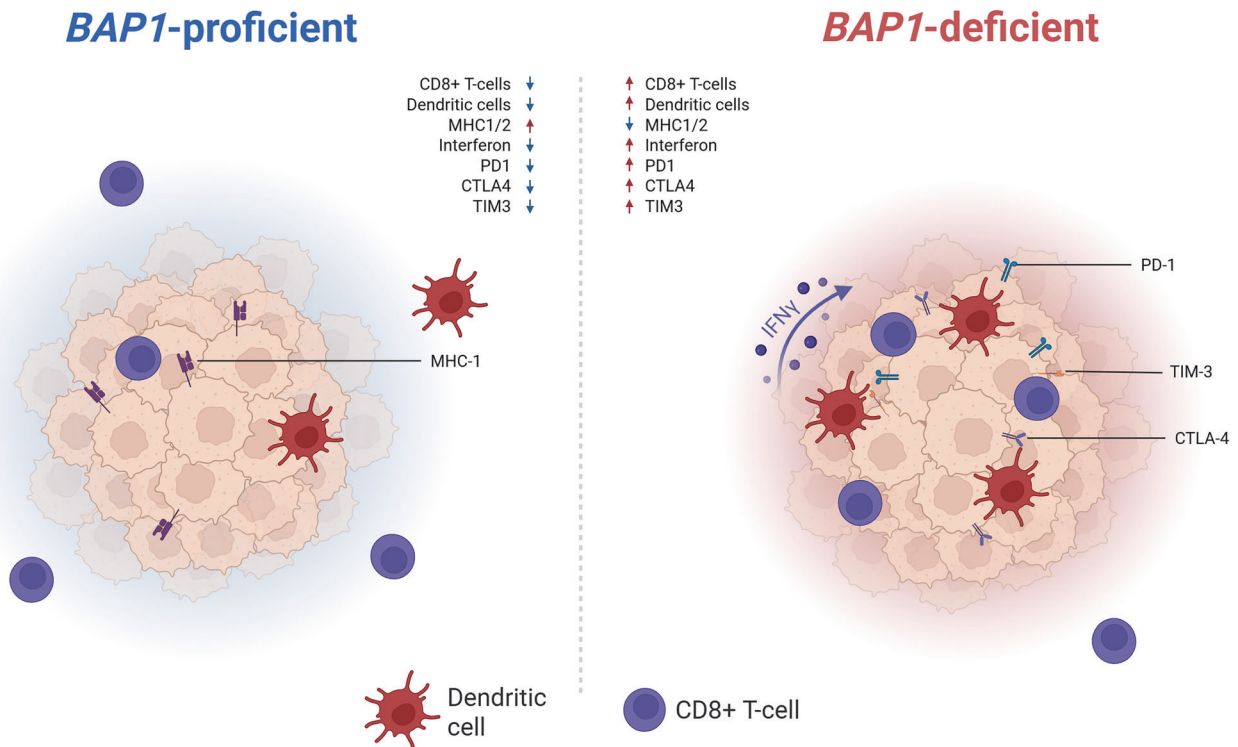 BAP1-proficient
BAP1-deficient
CD8+ T-cells ↓
Dendritic cells ↓
MHC1/2 ↑
Interferon ↓
PD1 ↓
CTLA4 ↓
TIM3 ↓
↑ CD8+ T-cells
↑ Dendritic cells
↓ MHC1/2
↑ Interferon
↑ PD1
↑ CTLA4
↑ TIM3
MHC-1
IFNγ
PD-1
TIM-3
CTLA-4
Dendritic
cell
CD8+ T-cell